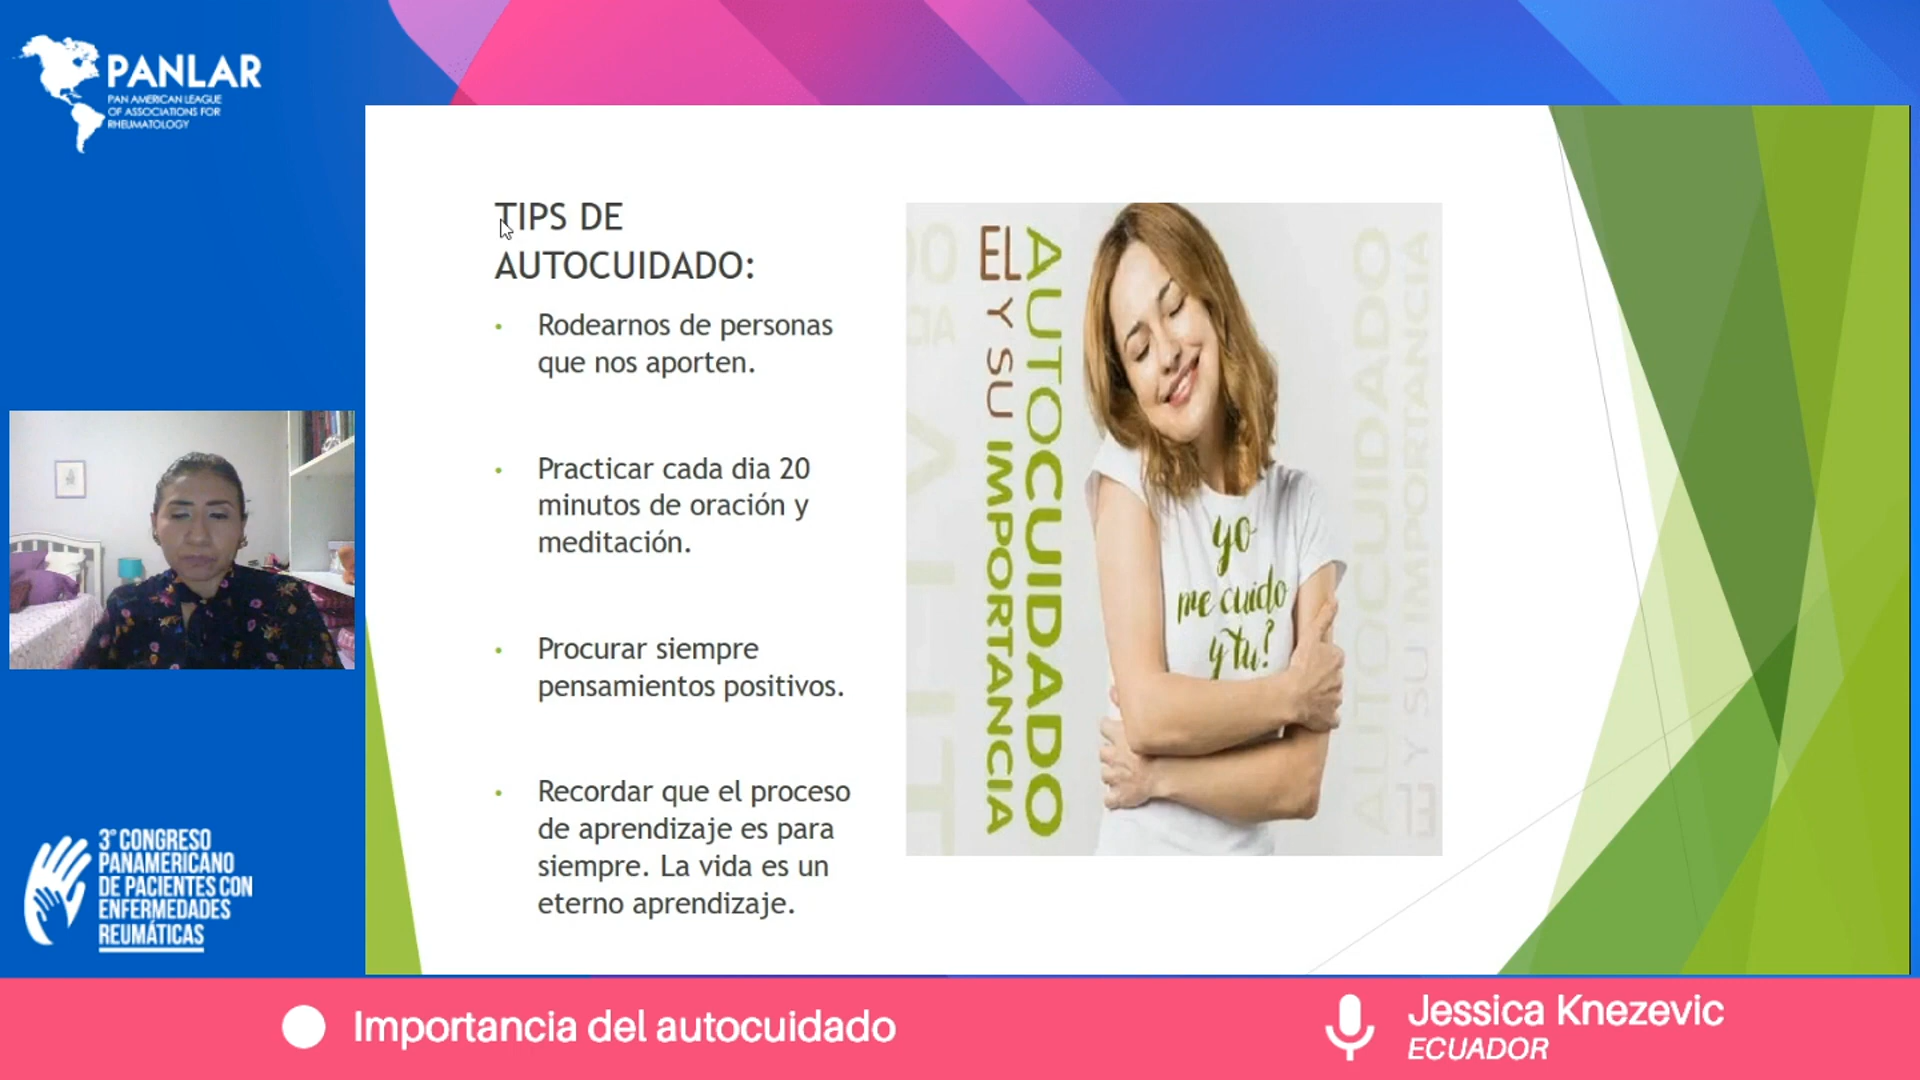 PANLAR
PAN AMERICAN LEAGUE
OF ASSOCIATIONS FOR
RHEUMATOLOGY
TIPS DE
AUTOCUIDADO:
• Rodearnos de personas
que nos aporten.
• Practicar cada dia 20
minutos de oración y
meditación.
• Procurar siempre
pensamientos positivos.
• Recordar que el proceso
de aprendizaje es para
siempre. La vida es un
eterno aprendizaje.
EL AUTOCUIDADO
Y SU IMPORTANCIA
yo
me cuido
y tu?
AUTOCUIDADO
EL Y SU IMPORTANCIA
3° CONGRESO
PANAMERICANO
DE PACIENTES CON
ENFERMEDADES
REUMÁTICAS
Importancia del autocuidado
Jessica Knezevic
ECUADOR